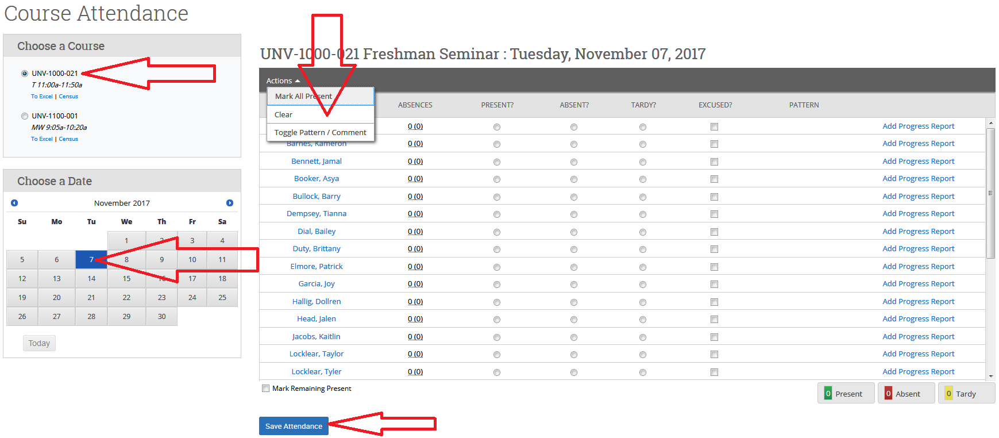 Course Attendance
Choose a Course
UNV-1000-021
T 11:00a-11:50a
To Excel | Census
UNV-1100-001
MW 9:05a-10:20a
To Excel | Census
Choose a Date
November 2017
Su Mo Tu We Th Fr Sa
1 2 3 4
5 6 7 8 9 10 11
12 13 14 15 16 17 18
19 20 21 22 23 24 25
26 27 28 29 30
Today
UNV-1000-021 Freshman Seminar : Tuesday, November 07, 2017
Actions
Mark All Present
Clear
Toggle Pattern / Comment
ABSENCES PRESENT? ABSENT? TARDY? EXCUSED? PATTERN
0 (0) Add Progress Report
Barnes, Kameron 0 (0) Add Progress Report
Bennett, Jamal 0 (0) Add Progress Report
Booker, Asya 0 (0) Add Progress Report
Bullock, Barry 0 (0) Add Progress Report
Dempsey, Tianna 0 (0) Add Progress Report
Dial, Bailey 0 (0) Add Progress Report
Duty, Brittany 0 (0) Add Progress Report
Elmore, Patrick 0 (0) Add Progress Report
Garcia, Joy 0 (0) Add Progress Report
Hallig, Dollren 0 (0) Add Progress Report
Head, Jalen 0 (0) Add Progress Report
Jacobs, Kaitlin 0 (0) Add Progress Report
Locklear, Taylor 0 (0) Add Progress Report
Locklear, Tyler 0 (0) Add Progress Report
Mark Remaining Present
0 Present 0 Absent 0 Tardy
Save Attendance